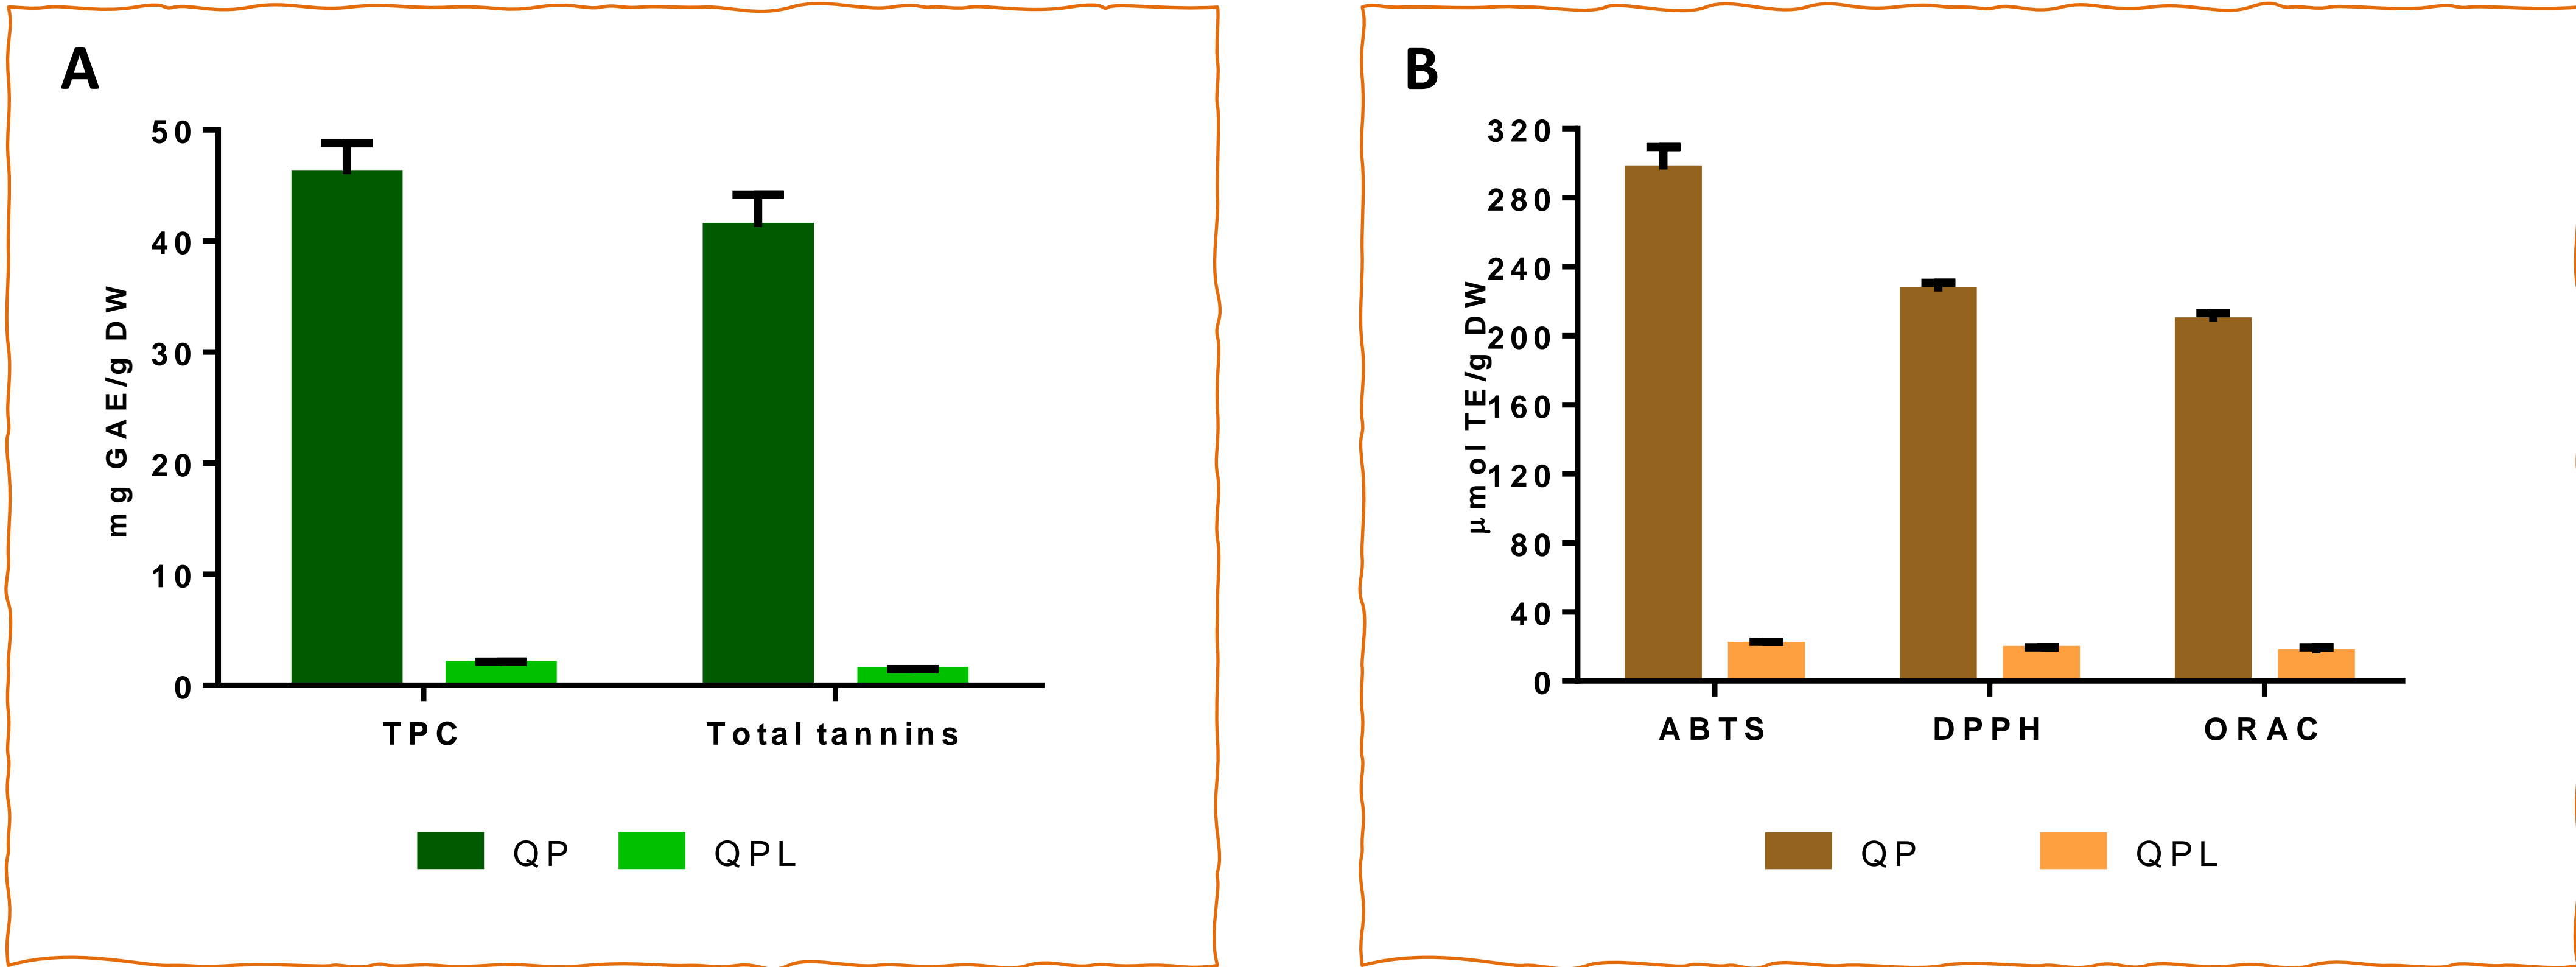 A
50
40
30
20
10
0
mg GAE/g DW
TPC
Total tannins
QP
QPL
B
320
280
240
200
160
120
80
40
0
µmol TE/g DW
ABTS
DPPH
ORAC
QP
QPL